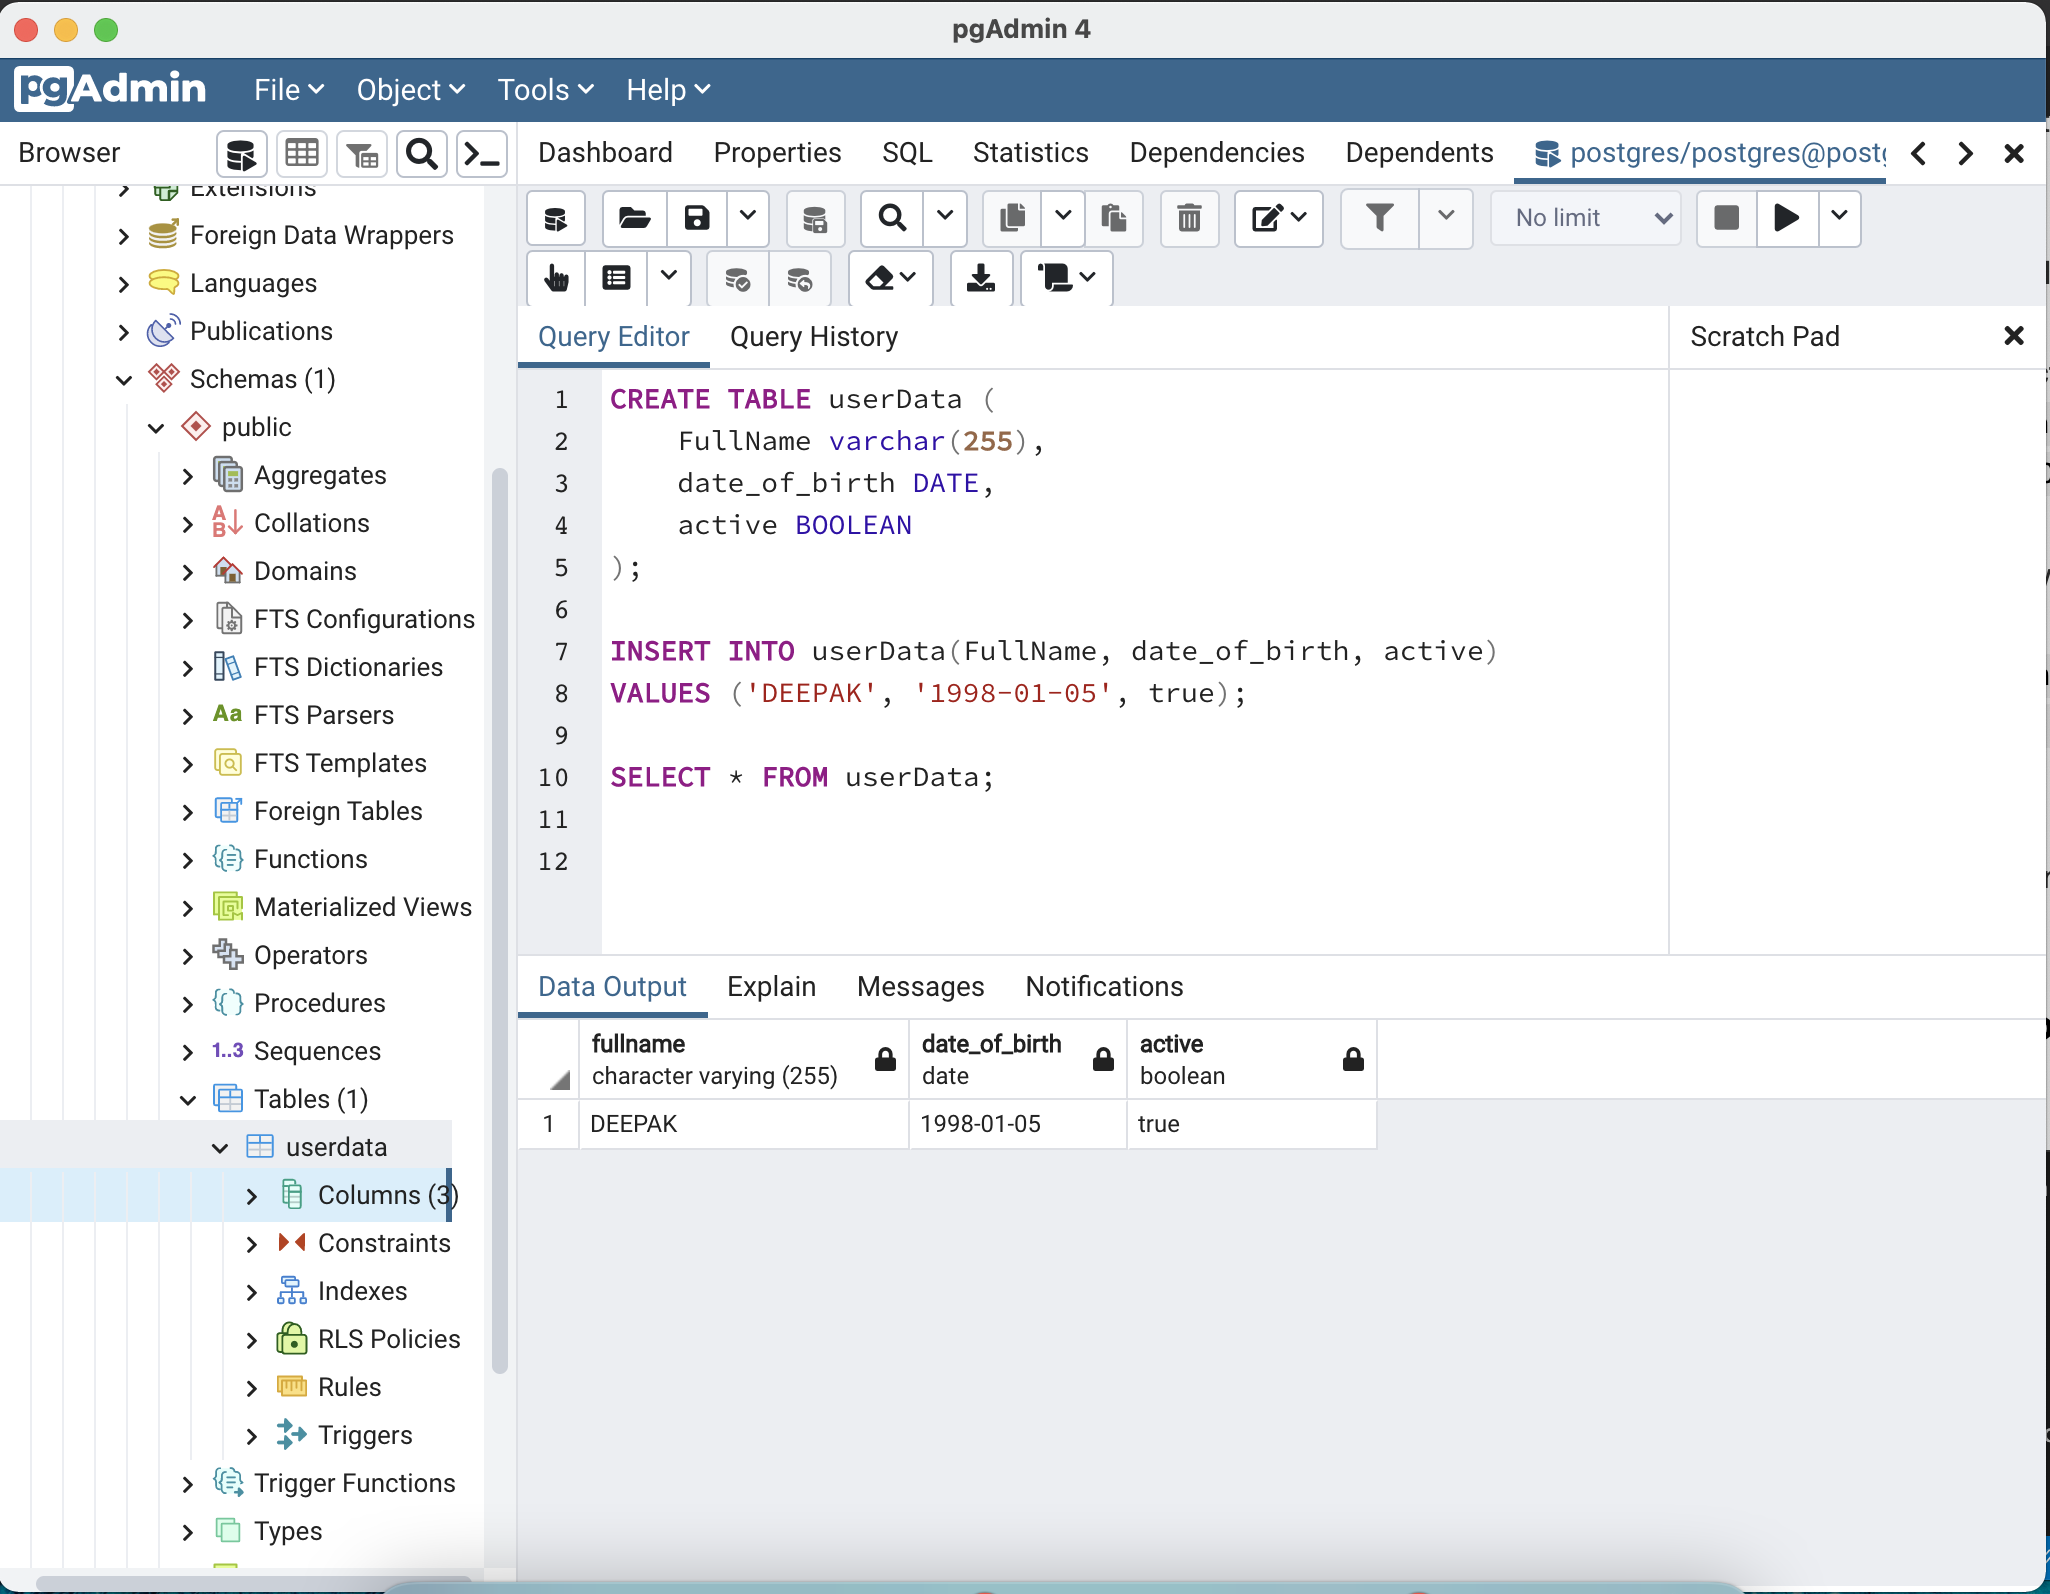 pgAdmin 4
pgAdmin File Object Tools Help
Browser
Dashboard Properties SQL Statistics Dependencies Dependents postgres/postgres@postg
Extensions
Foreign Data Wrappers
Languages
Publications
Schemas (1)
public
Aggregates
Collations
Domains
FTS Configurations
FTS Dictionaries
Aa FTS Parsers
FTS Templates
Foreign Tables
Functions
Materialized Views
Operators
Procedures
1..3 Sequences
Tables (1)
userdata
Columns (3)
Constraints
Indexes
RLS Policies
Rules
Triggers
Trigger Functions
Types
No limit
Query Editor Query History
Scratch Pad
1 CREATE TABLE userData (
2 FullName varchar(255),
3 date_of_birth DATE,
4 active BOOLEAN
5 );
6
7 INSERT INTO userData(FullName, date_of_birth, active)
8 VALUES ('DEEPAK', '1998-01-05', true);
9
10 SELECT * FROM userData;
11
12
Data Output Explain Messages Notifications
fullname date_of_birth active
character varying (255) date boolean
1 DEEPAK 1998-01-05 true